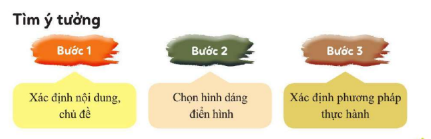 Tìm ý tưởng
Bước 1
Bước 2
Bước 3
Xác định nội dung,
chủ đề
Chọn hình dáng
điển hình
Xác định phương pháp
thực hành